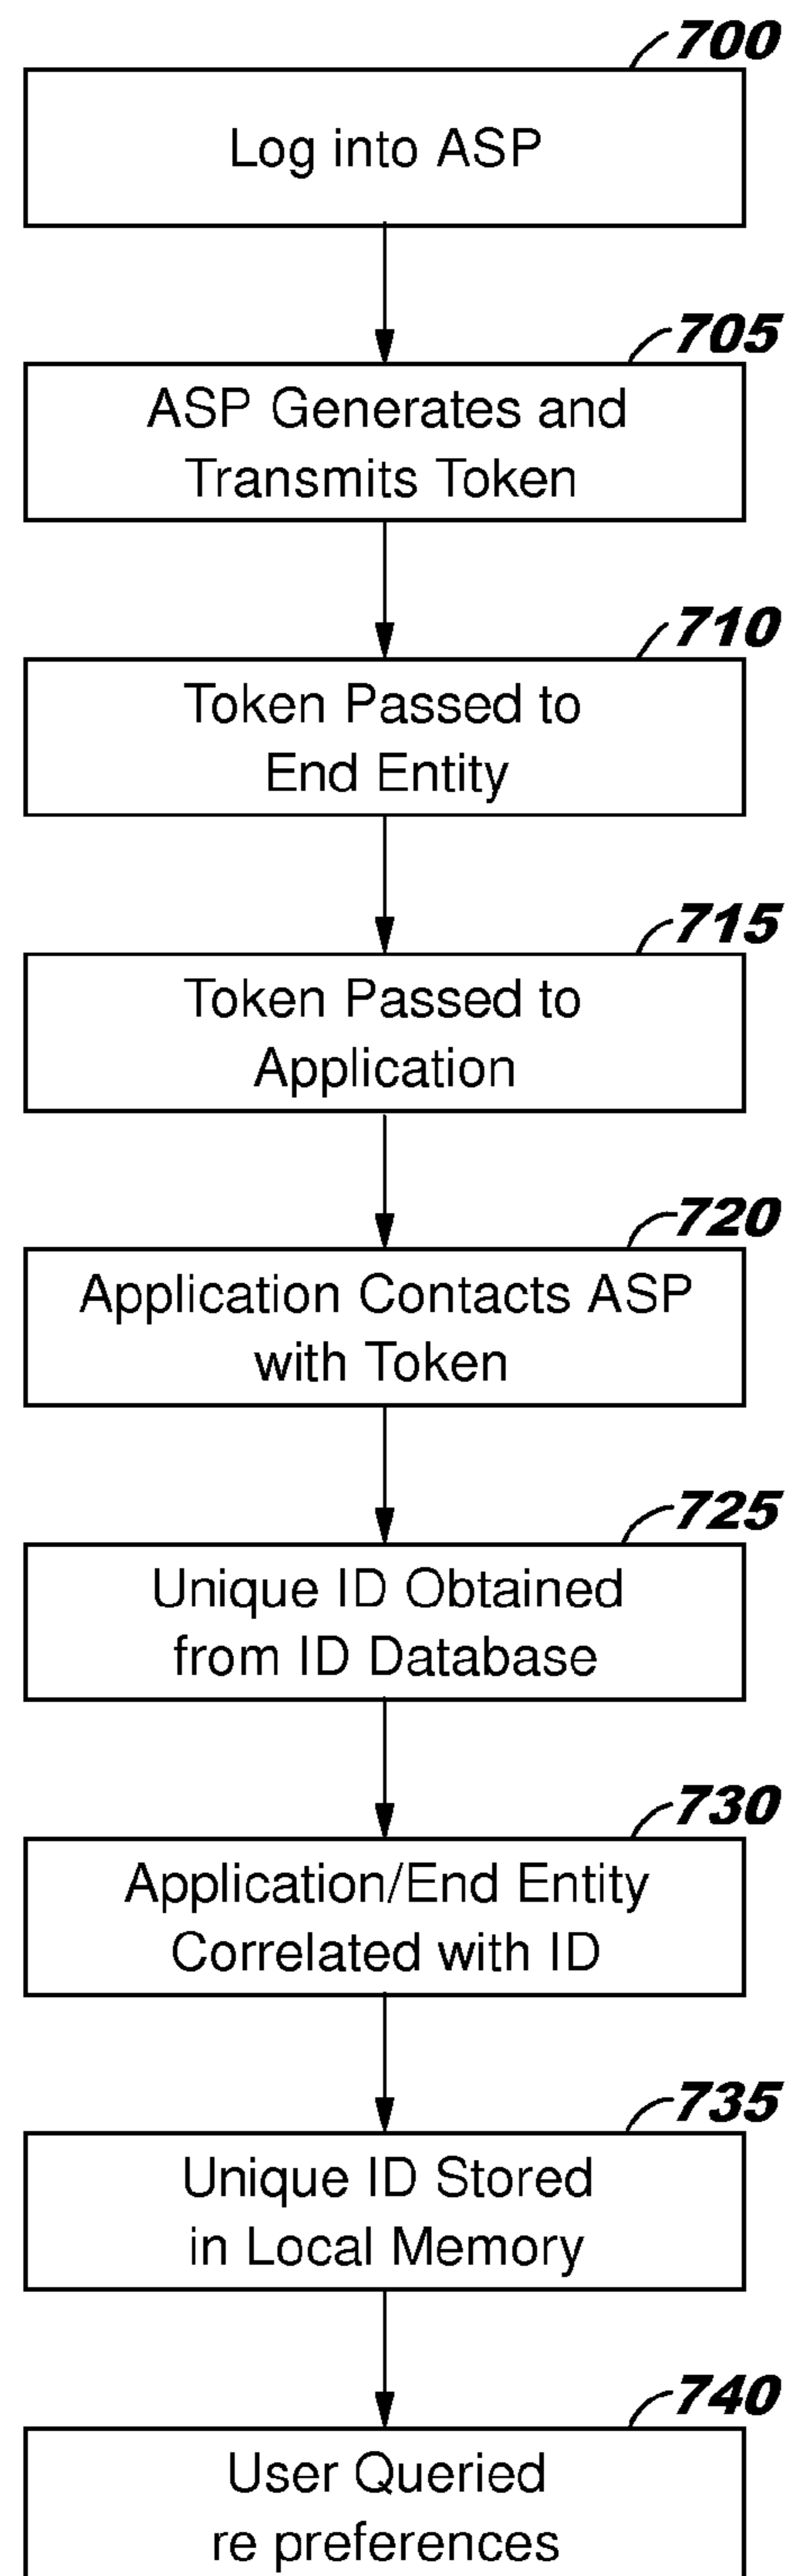 700
Log into ASP
705
ASP Generates and
Transmits Token
710
Token Passed to
End Entity
715
Token Passed to
Application
720
Application Contacts ASP
with Token
725
Unique ID Obtained
from ID Database
730
Application/End Entity
Correlated with ID
735
Unique ID Stored
in Local Memory
740
User Queried
re preferences